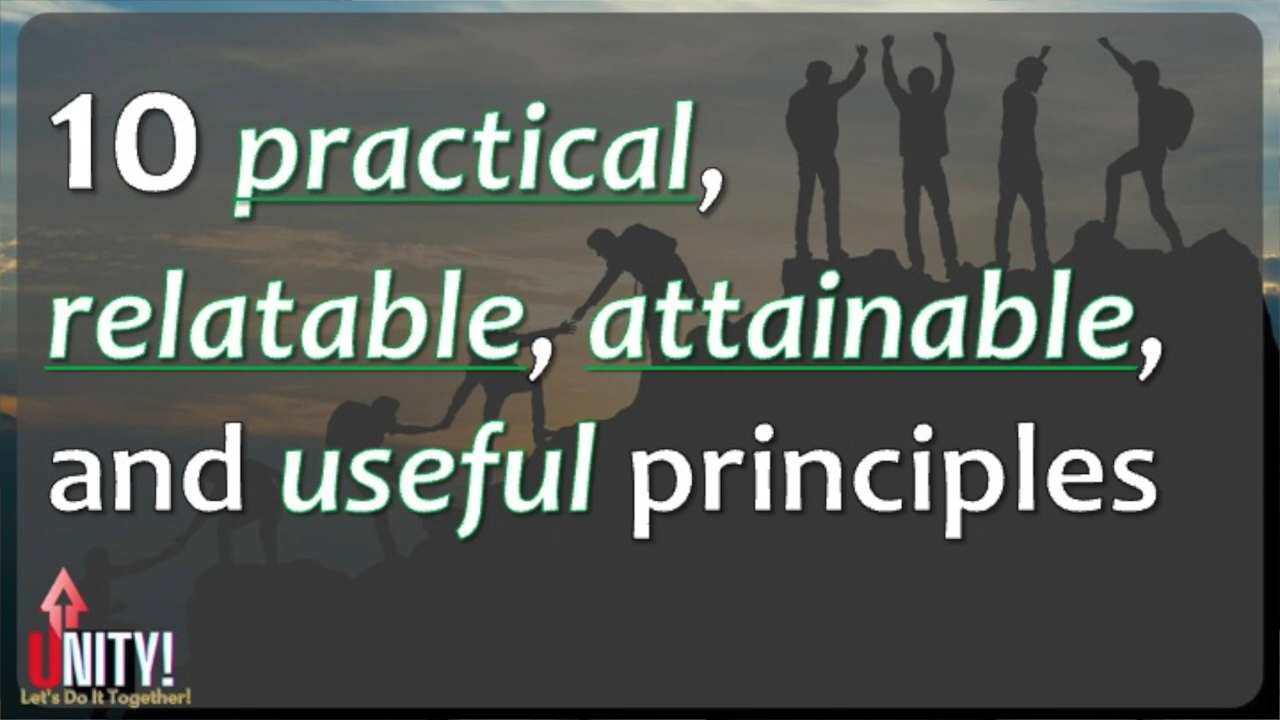 10 practical,
relatable, attainable,
and useful principles
UNITY!
Let's Do It Together!